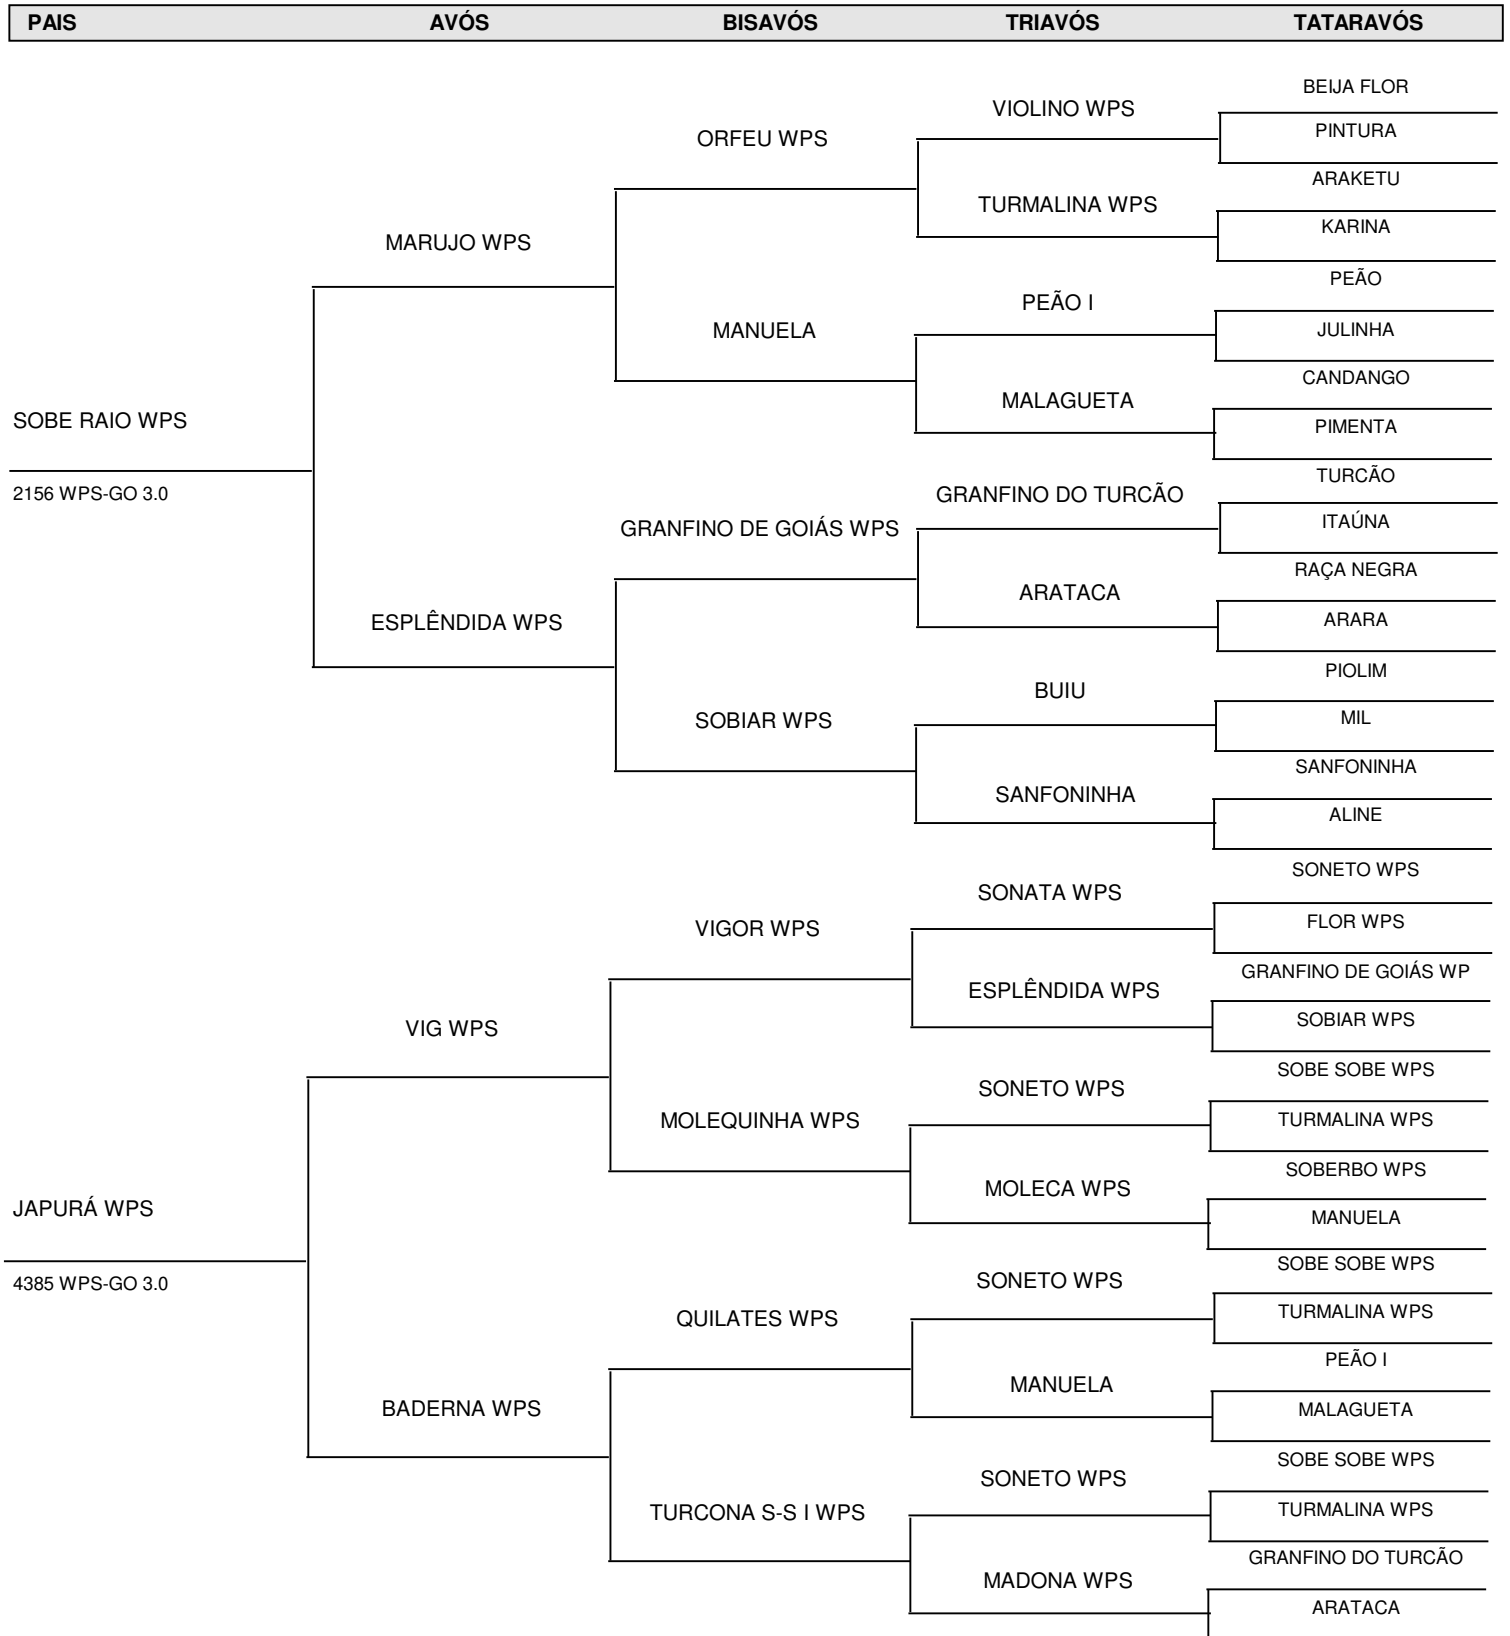 PAIS AVÓS BISAVÓS TRIAVÓS TATARAVÓS
BEIJA FLOR
VIOLINO WPS
PINTURA
ORFEU WPS
ARAKETU
TURMALINA WPS
KARINA
MARUJO WPS
PEÃO
PEÃO I
JULINHA
MANUELA
CANDANGO
MALAGUETA
PIMENTA
SOBE RAIO WPS
2156 WPS-GO 3.0
TURCÃO
GRANFINO DO TURCÃO
ITAÚNA
GRANFINO DE GOIÁS WPS
RAÇA NEGRA
ARATACA
ARARA
ESPLÊNDIDA WPS
PIOLIM
BUIU
MIL
SOBIAR WPS
SANFONINHA
SANFONINHA
ALINE
SONETO WPS
SONATA WPS
FLOR WPS
VIGOR WPS
GRANFINO DE GOIÁS WP
ESPLÊNDIDA WPS
SOBIAR WPS
VIG WPS
SOBE SOBE WPS
SONETO WPS
TURMALINA WPS
MOLEQUINHA WPS
SOBERBO WPS
MOLECA WPS
MANUELA
JAPURÁ WPS
4385 WPS-GO 3.0
SOBE SOBE WPS
SONETO WPS
TURMALINA WPS
QUILATES WPS
PEÃO I
MANUELA
MALAGUETA
BADERNA WPS
SOBE SOBE WPS
SONETO WPS
TURMALINA WPS
TURCONA S-S I WPS
GRANFINO DO TURCÃO
MADONA WPS
ARATACA